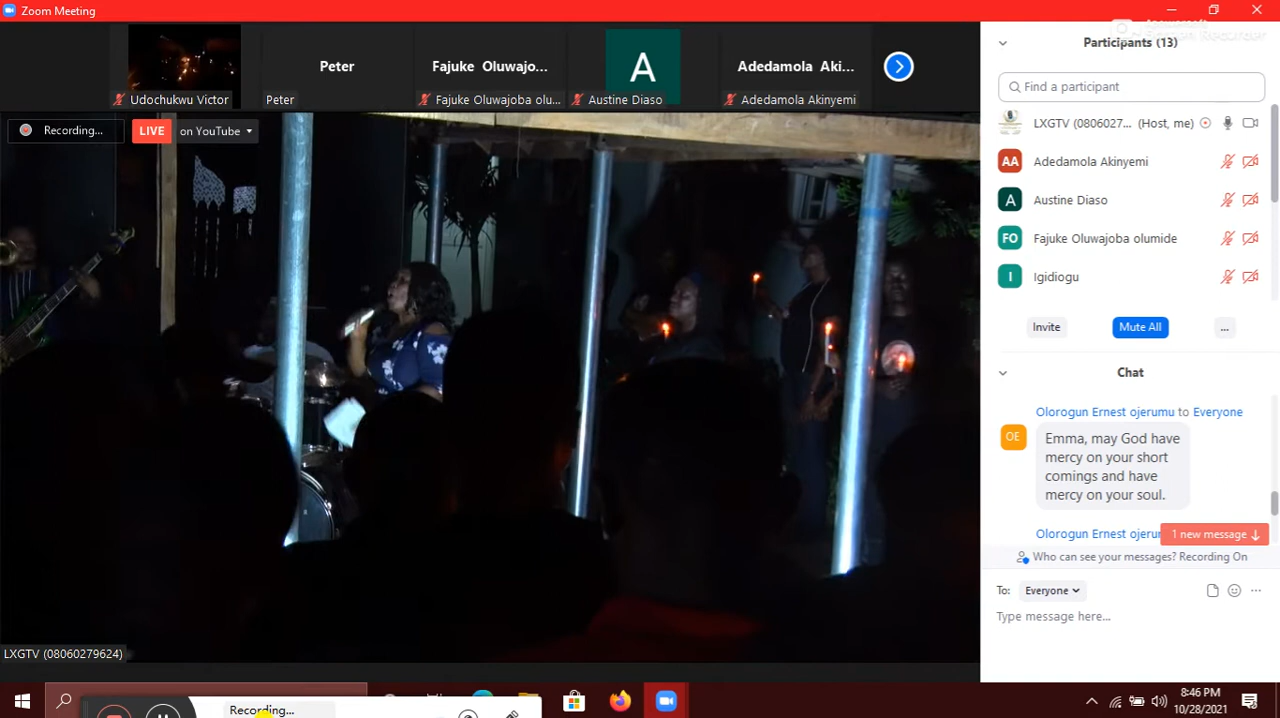 Zoom Meeting
Udochukwu Victor
Peter
Peter
Fajuke Oluwajo...
Fajuke Oluwajoba olu...
A
Austine Diaso
Adedamola Aki...
Adedamola Akinyemi
Recording...
LIVE on YouTube
LXGTV (08060279624)
Participants (13)
Find a participant
LXGTV (0806027... (Host, me)
AA Adedamola Akinyemi
A Austine Diaso
FO Fajuke Oluwajoba olumide
I Igidiogu
Invite
Mute All
...
Chat
Olorogun Ernest ojerumu to Everyone
OE
Emma, may God have
mercy on your short
comings and have
mercy on your soul.
Olorogun Ernest ojeru
1 new message
Who can see your messages? Recording On
To: Everyone
Type message here...
Recording...
8:46 PM
10/28/2021